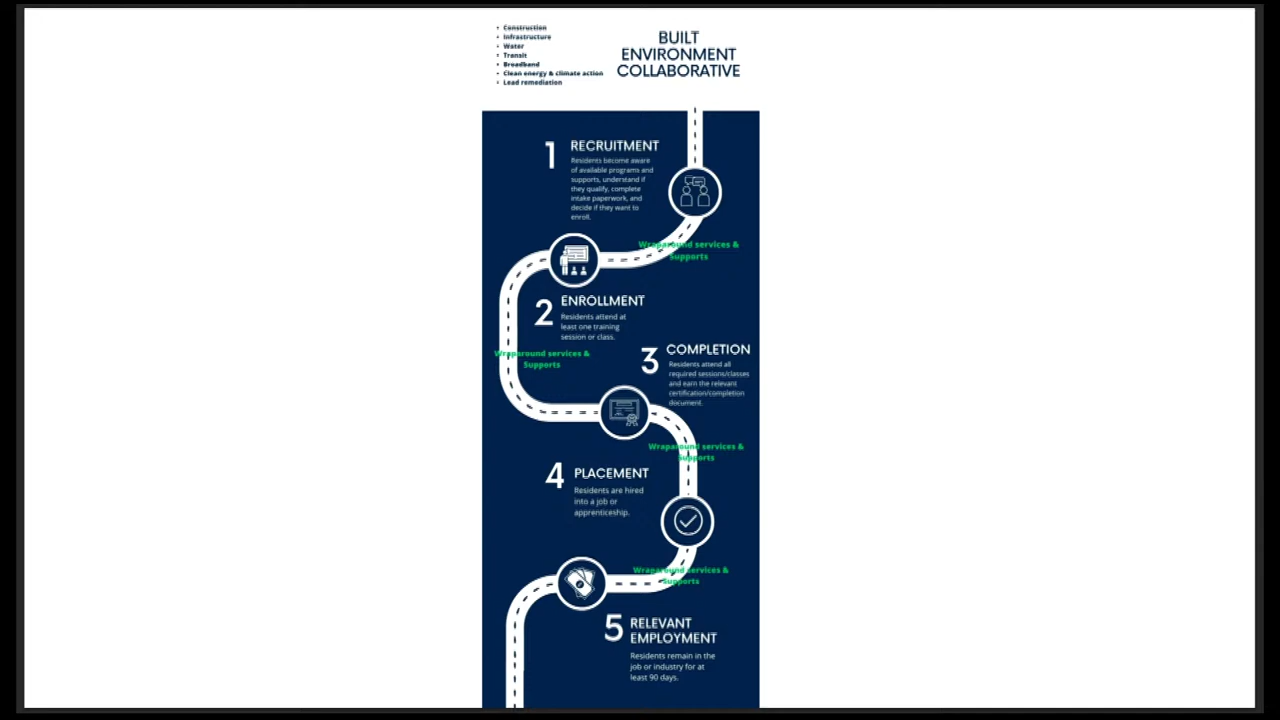 Construction
Infrastructure
Water
Transit
Broadband
Clean energy & climate action
Lead remediation
BUILT
ENVIRONMENT
COLLABORATIVE
1
RECRUITMENT
Residents become aware
of available programs and
supports, understand if
they qualify, complete
intake paperwork, and
decide if they want to
enroll.
Wraparound services &
Supports
2
ENROLLMENT
Residents attend at
least one training
session or class.
Wraparound services &
Supports
3
COMPLETION
Residents attend all
required sessions/classes
and earn the relevant
certification/completion
document.
Wraparound services &
Supports
4
PLACEMENT
Residents are hired
into a job or
apprenticeship.
Wraparound services &
Supports
5
RELEVANT
EMPLOYMENT
Residents remain in the
job or industry for at
least 90 days.